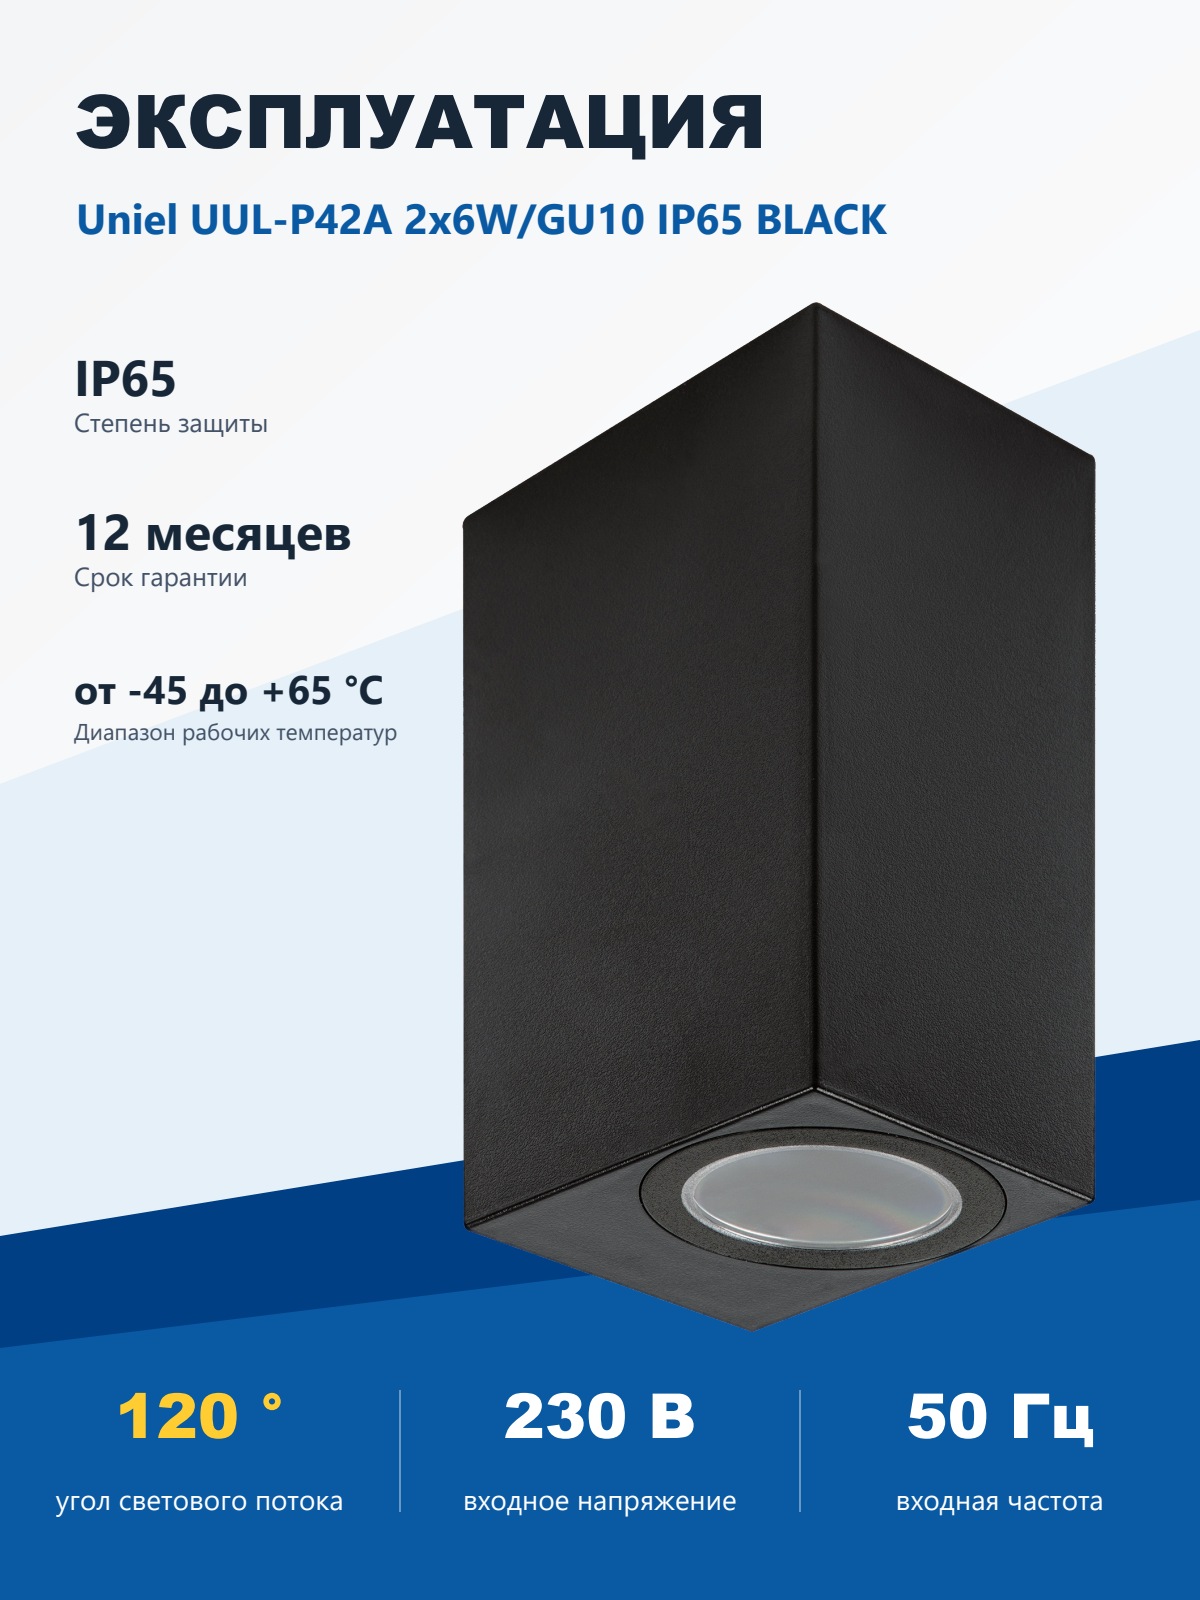 ЭКСПЛУАТАЦИЯ
Uniel UUL-P42A 2x6W/GU10 IP65 BLACK
IP65
Степень защиты
12 месяцев
Срок гарантии
от -45 до +65 °C
Диапазон рабочих температур
120 °
угол светового потока
230 В
входное напряжение
50 Гц
входная частота